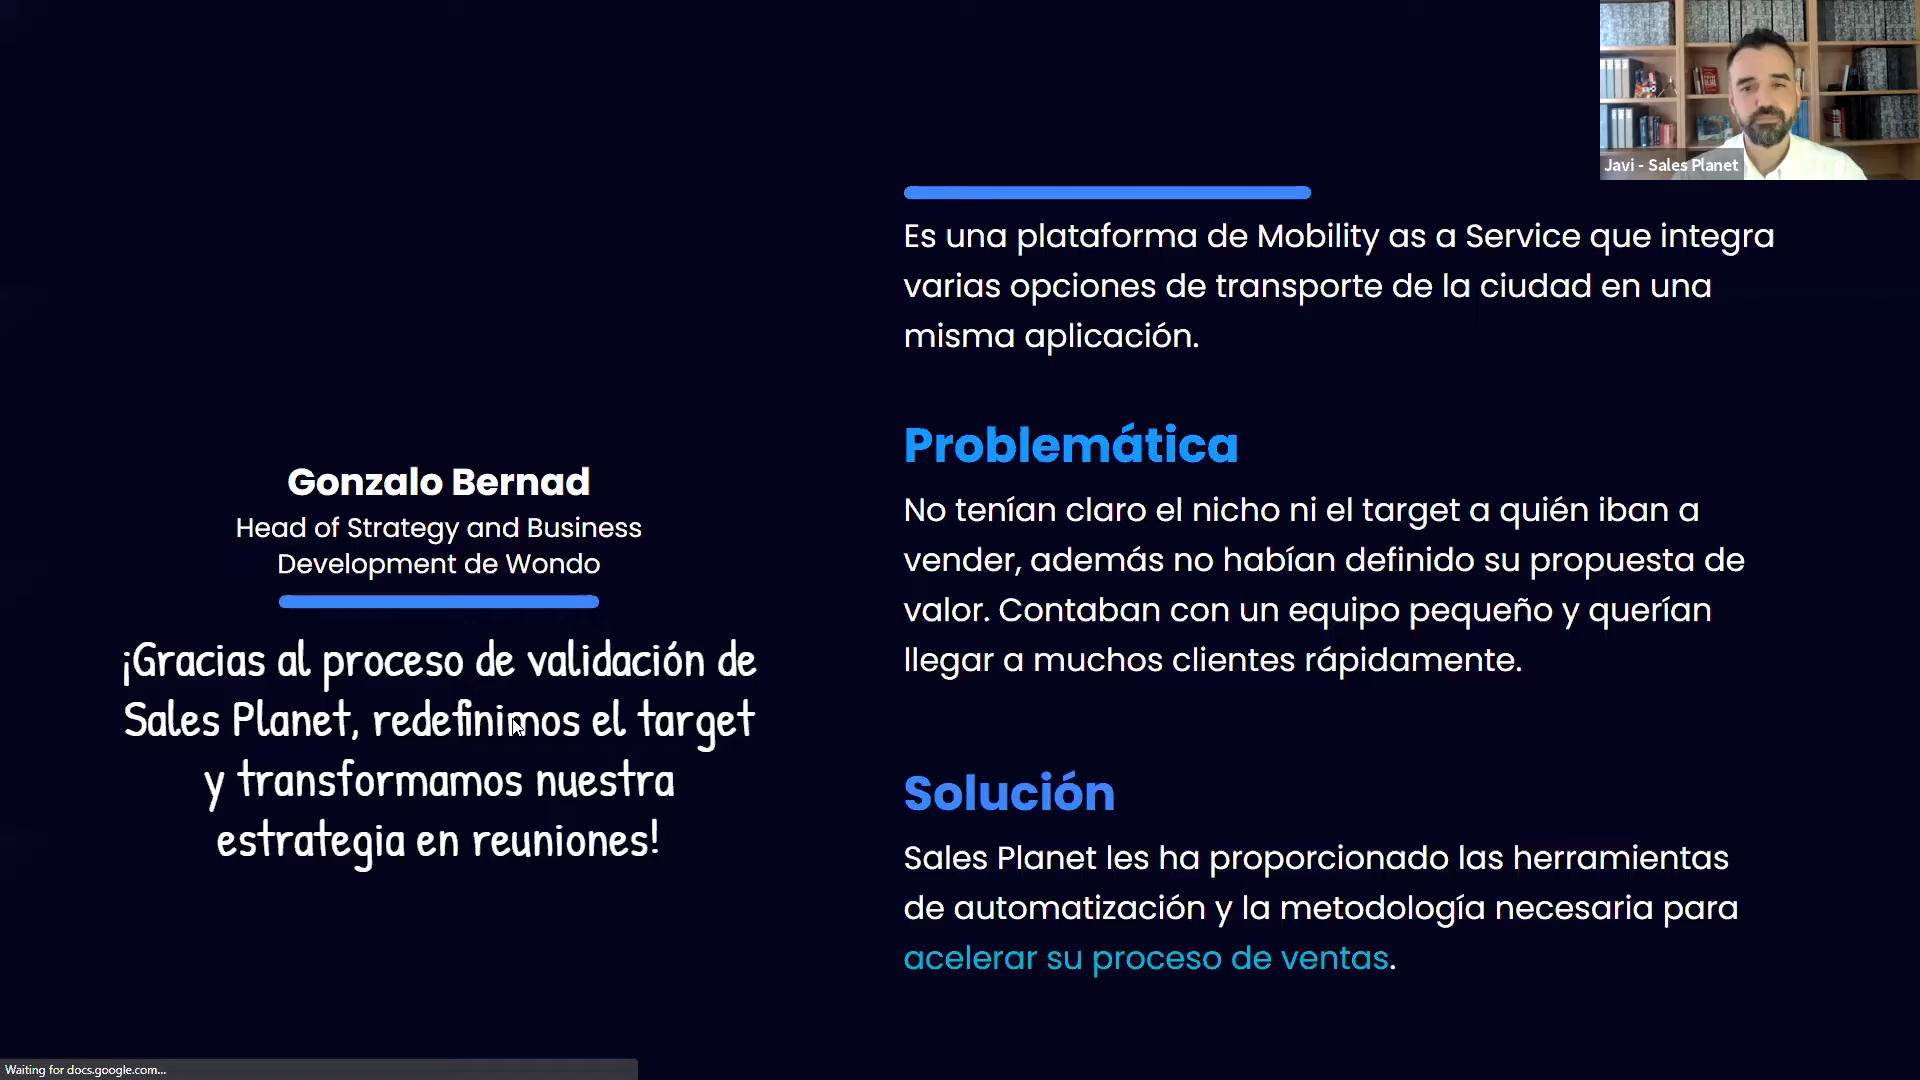 Javi - Sales Planet
Es una plataforma de Mobility as a Service que integra
varias opciones de transporte de la ciudad en una
misma aplicación.
Problemática
No tenían claro el nicho ni el target a quién iban a
vender, además no habían definido su propuesta de
valor. Contaban con un equipo pequeño y querían
llegar a muchos clientes rápidamente.
Solución
Sales Planet les ha proporcionado las herramientas
de automatización y la metodología necesaria para
acelerar su proceso de ventas.
Gonzalo Bernad
Head of Strategy and Business
Development de Wondo
¡Gracias al proceso de validación de
Sales Planet, redefinimos el target
y transformamos nuestra
estrategia en reuniones!
Waiting for docs.google.com...